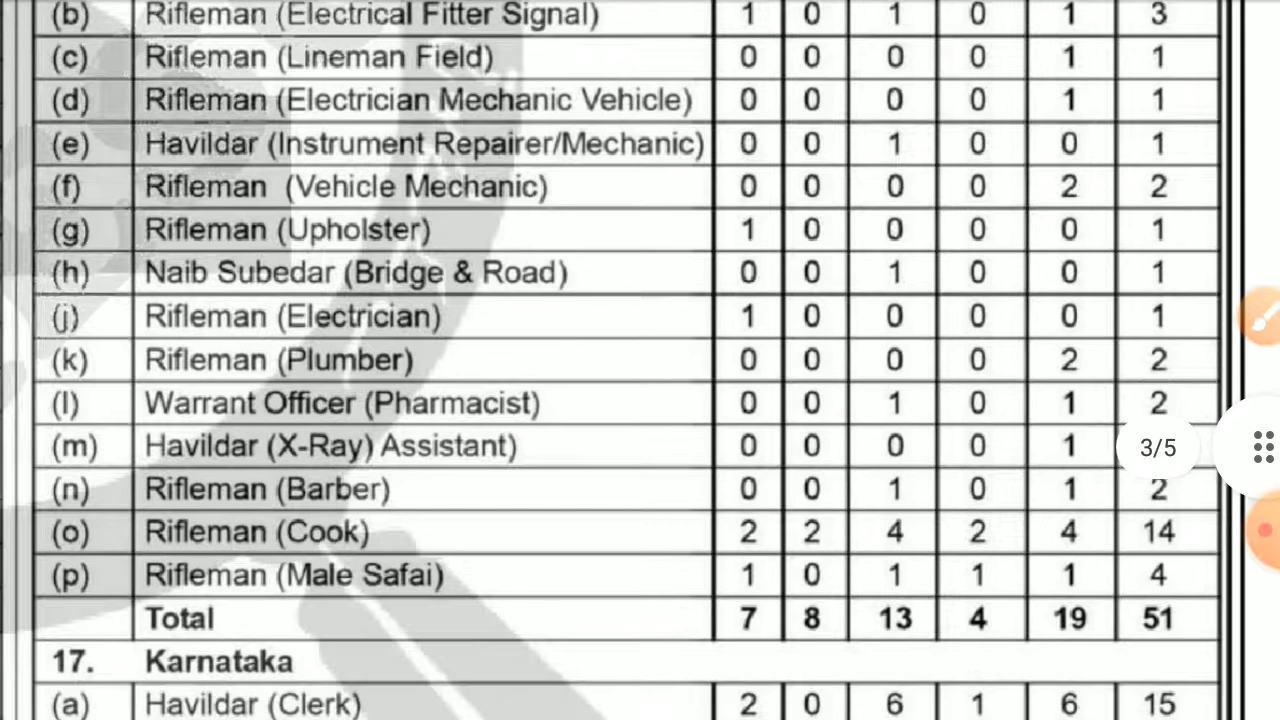 (b) Rifleman (Electrical Fitter Signal) 1 0 1 0 1 3
(c) Rifleman (Lineman Field) 0 0 0 0 1 1
(d) Rifleman (Electrician Mechanic Vehicle) 0 0 0 0 1 1
(e) Havildar (Instrument Repairer/Mechanic) 0 0 1 0 0 1
(f) Rifleman (Vehicle Mechanic) 0 0 0 0 2 2
(g) Rifleman (Upholster) 1 0 0 0 0 1
(h) Naib Subedar (Bridge & Road) 0 0 1 0 0 1
(j) Rifleman (Electrician) 1 0 0 0 0 1
(k) Rifleman (Plumber) 0 0 0 0 2 2
(l) Warrant Officer (Pharmacist) 0 0 1 0 1 2
(m) Havildar (X-Ray) Assistant) 0 0 0 0 1
3/5
(n) Rifleman (Barber) 0 0 1 0 1 2
(o) Rifleman (Cook) 2 2 4 2 4 14
(p) Rifleman (Male Safai) 1 0 1 1 1 4
Total 7 8 13 4 19 51
17. Karnataka
(a) Havildar (Clerk) 2 0 6 1 6 15